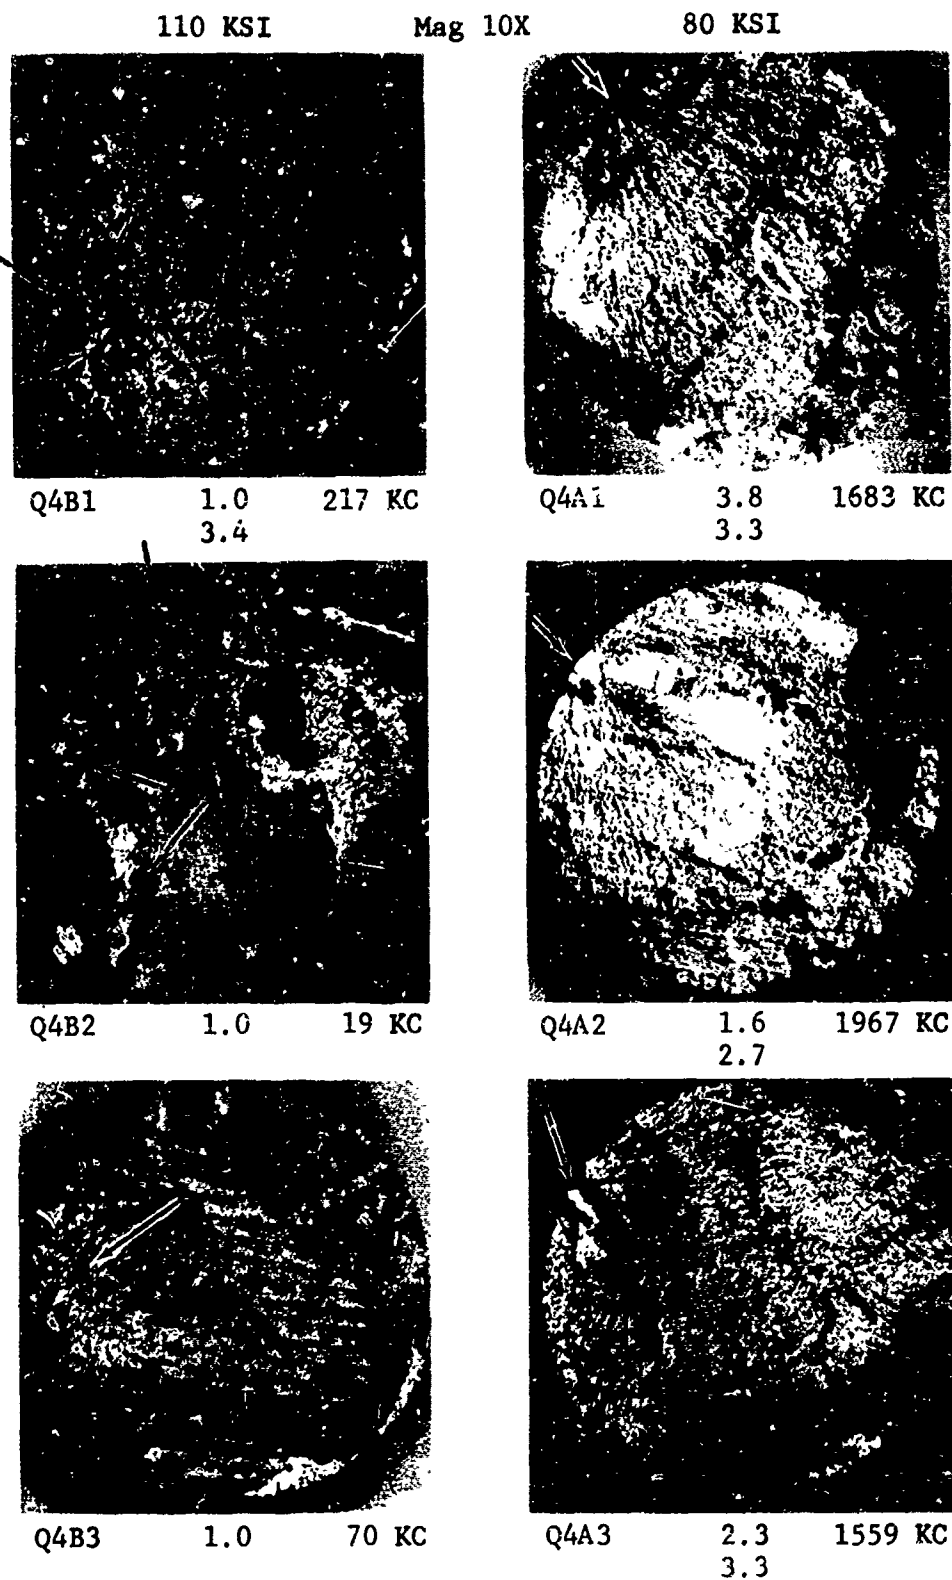 110 KSI Mag 10X 80 KSI
Q4B1 1.0 217 KC Q4A1 3.8 1683 KC
3.4 3.3
Q4B2 1.0 19 KC Q4A2 1.6 1967 KC
2.7
Q4B3 1.0 70 KC Q4A3 2.3 1559 KC
3.3